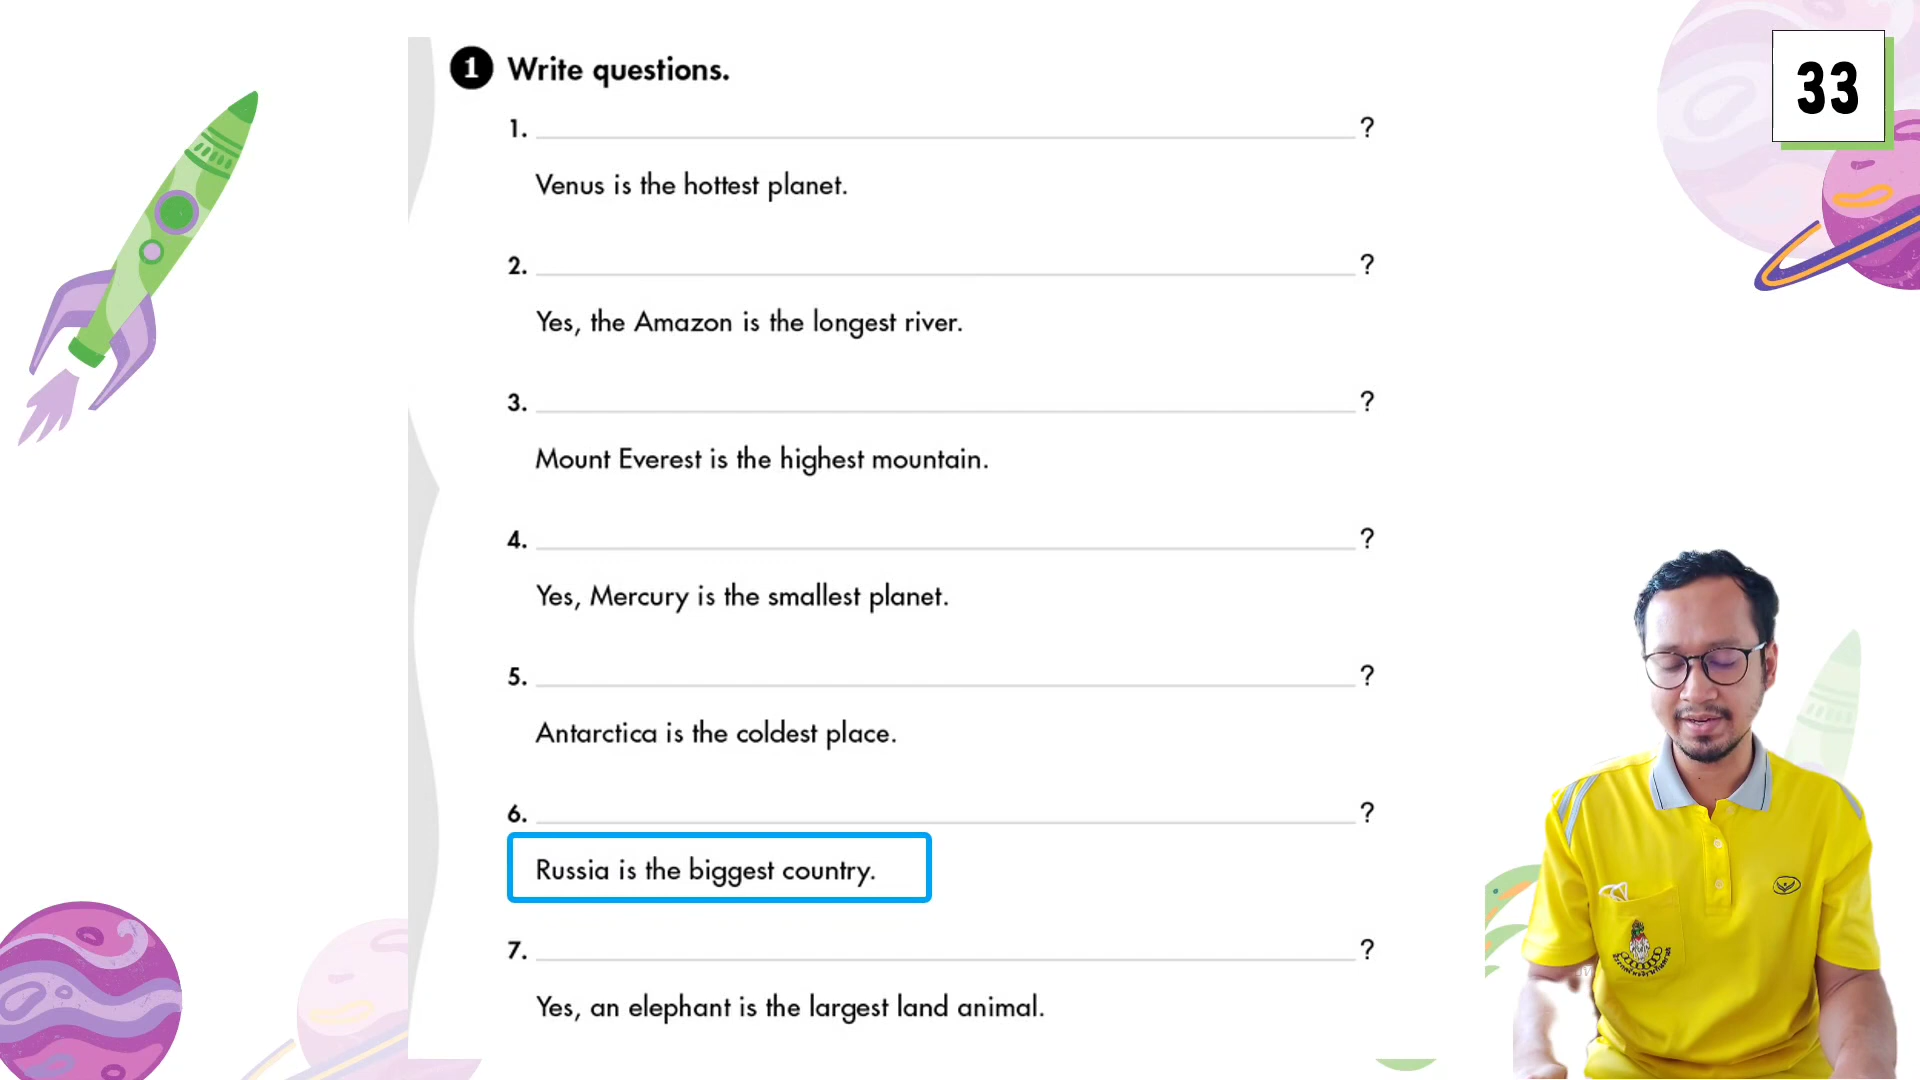 33
1 Write questions.
1. ?
Venus is the hottest planet.
2. ?
Yes, the Amazon is the longest river.
3. ?
Mount Everest is the highest mountain.
4. ?
Yes, Mercury is the smallest planet.
5. ?
Antarctica is the coldest place.
6. ?
Russia is the biggest country.
7. ?
Yes, an elephant is the largest land animal.